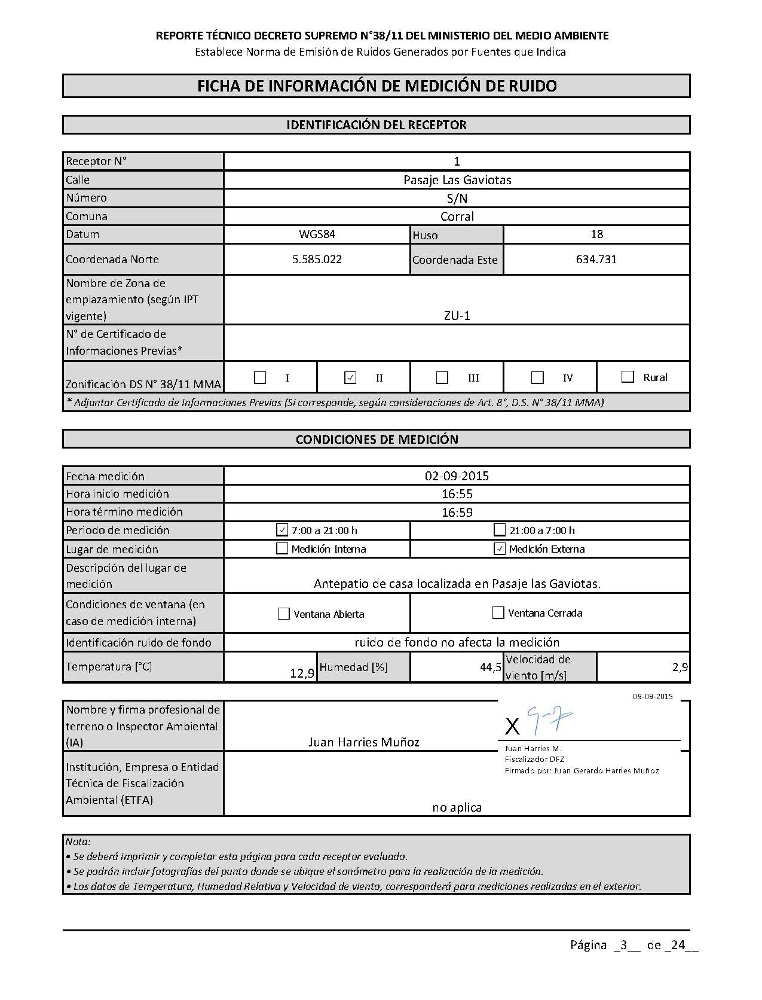 REPORTE TÉCNICO DECRETO SUPREMO N°38/11 DEL MINISTERIO DEL MEDIO AMBIENTE
Establece Norma de Emisión de Ruidos Generados por Fuentes que Indica
FICHA DE INFORMACIÓN DE MEDICIÓN DE RUIDO
IDENTIFICACIÓN DEL RECEPTOR
Receptor N° 1
Calle Pasaje Las Gaviotas
Número S/N
Comuna Corral
Datum WGS84 Huso 18
Coordenada Norte 5.585.022 Coordenada Este 634.731
Nombre de Zona de
emplazamiento (según IPT
vigente) ZU-1
N° de Certificado de
Informaciones Previas*
Zonificación DS N° 38/11 MMA I II III IV Rural
* Adjuntar Certificado de Informaciones Previas (Si corresponde, según consideraciones de Art. 8°, D.S. N° 38/11 MMA)
CONDICIONES DE MEDICIÓN
Fecha medición 02-09-2015
Hora inicio medición 16:55
Hora término medición 16:59
Periodo de medición 7:00 a 21:00 h 21:00 a 7:00 h
Lugar de medición Medición Interna Medición Externa
Descripción del lugar de
medición Antepatio de casa localizada en Pasaje las Gaviotas.
Condiciones de ventana (en
caso de medición interna) Ventana Abierta Ventana Cerrada
Identificación ruido de fondo ruido de fondo no afecta la medición
Temperatura [°C] 12,9 Humedad [%] 44,5 Velocidad de
viento [m/s] 2,9
09-09-2015
Nombre y firma profesional de
terreno o Inspector Ambiental
(IA) Juan Harries Muñoz
X
Juan Harries M.
Fiscalizador DFZ
Firmado por: Juan Gerardo Harries Muñoz
Institución, Empresa o Entidad
Técnica de Fiscalización
Ambiental (ETFA) no aplica
Nota:
• Se deberá imprimir y completar esta página para cada receptor evaluado.
• Se podrán incluir fotografías del punto donde se ubique el sonómetro para la realización de la medición.
• Los datos de Temperatura, Humedad Relativa y Velocidad de viento, corresponderá para mediciones realizadas en el exterior.
Página _3__ de _24__